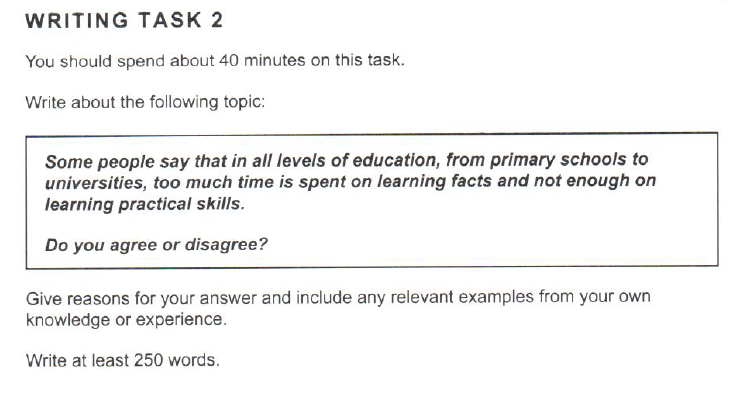 WRITING TASK 2
You should spend about 40 minutes on this task.
Write about the following topic:
Some people say that in all levels of education, from primary schools to
universities, too much time is spent on learning facts and not enough on
learning practical skills.
Do you agree or disagree?
Give reasons for your answer and include any relevant examples from your own
knowledge or experience.
Write at least 250 words.